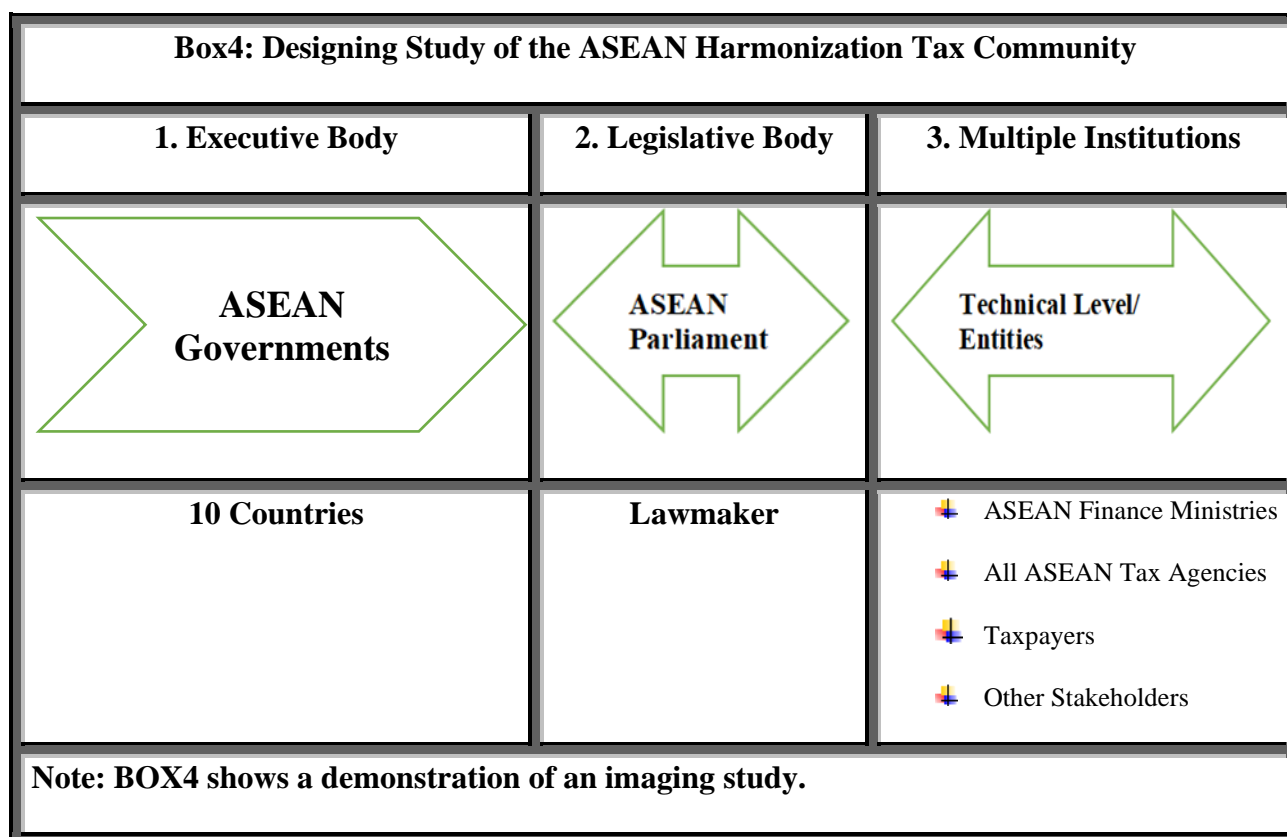 Box4: Designing Study of the ASEAN Harmonization Tax Community
1. Executive Body
2. Legislative Body
3. Multiple Institutions
ASEAN
Governments
ASEAN
Parliament
Technical Level/
Entities
10 Countries
Lawmaker
ASEAN Finance Ministries
All ASEAN Tax Agencies
Taxpayers
Other Stakeholders
Note: BOX4 shows a demonstration of an imaging study.